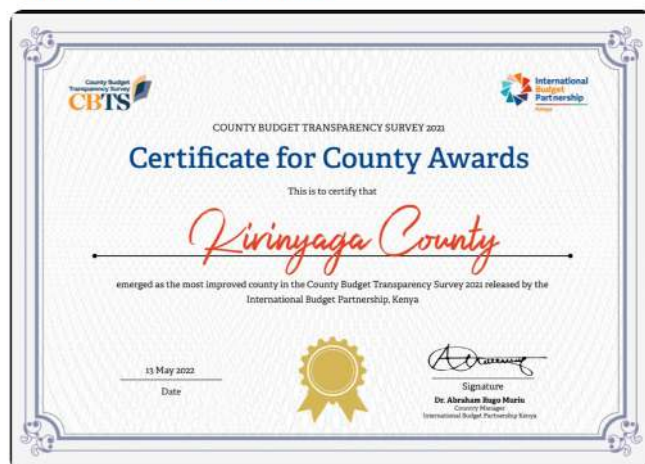 County Budget
Transparency Survey
CBTS
International
Budget
Partnership
Kenya
COUNTY BUDGET TRANSPARENCY SURVEY 2021
Certificate for County Awards
This is to certify that
Kirinyaga County
emerged as the most improved county in the County Budget Transparency Survey 2021 released by the
International Budget Partnership, Kenya
13 May 2022
Date
Signature
Dr. Abraham Rugo Muriu
Country Manager
International Budget Partnership Kenya